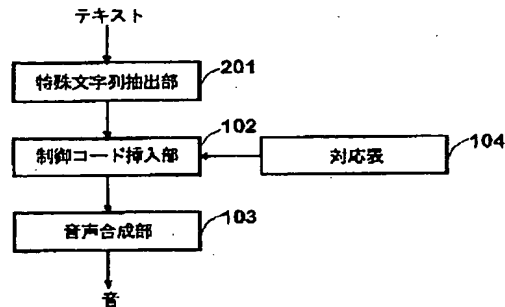 テキスト
特殊文字列抽出部
201
制御コード挿入部
102
対応表
104
音声合成部
103
音